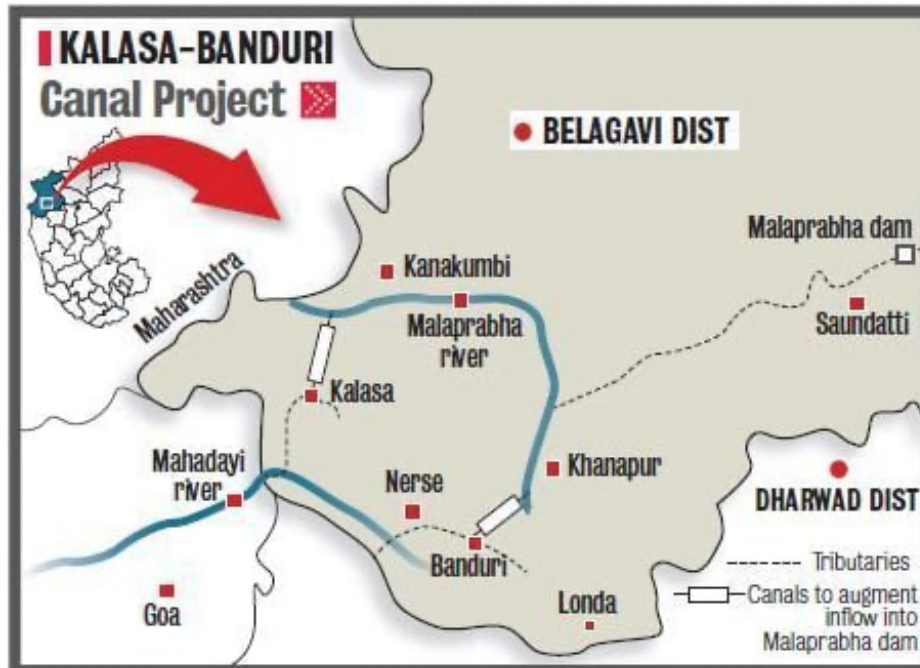 KALASA-BANDURI
Canal Project
BELAGAVI DIST
Maharashtra
Kanakumbi
Malaprabha dam
Malaprabha
river
Saundatti
Kalasa
Mahadayi
river
Nerse
Khanapur
DHARWAD DIST
Banduri
Goa
Londa
Tributaries
Canals to augment
inflow into
Malaprabha dam